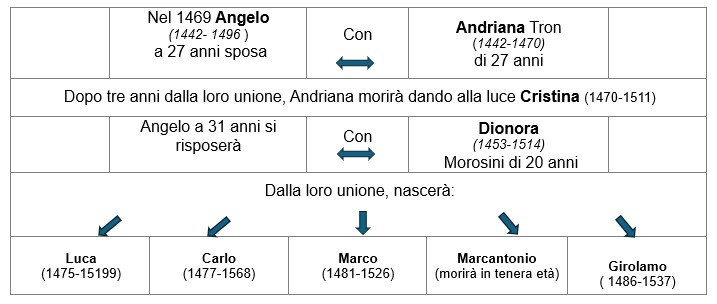 Nel 1469 Angelo
(1442- 1496 )
a 27 anni sposa
Con
Andriana Tron
(1442-1470)
di 27 anni
Dopo tre anni dalla loro unione, Andriana morirà dando alla luce Cristina (1470-1511)
Angelo a 31 anni si
risposerà
Con
Dionora
(1453-1514)
Morosini di 20 anni
Dalla loro unione, nascerà:
Luca
(1475-15199)
Carlo
(1477-1568)
Marco
(1481-1526)
Marcantonio
(morirà in tenera età)
Girolamo
( 1486-1537)